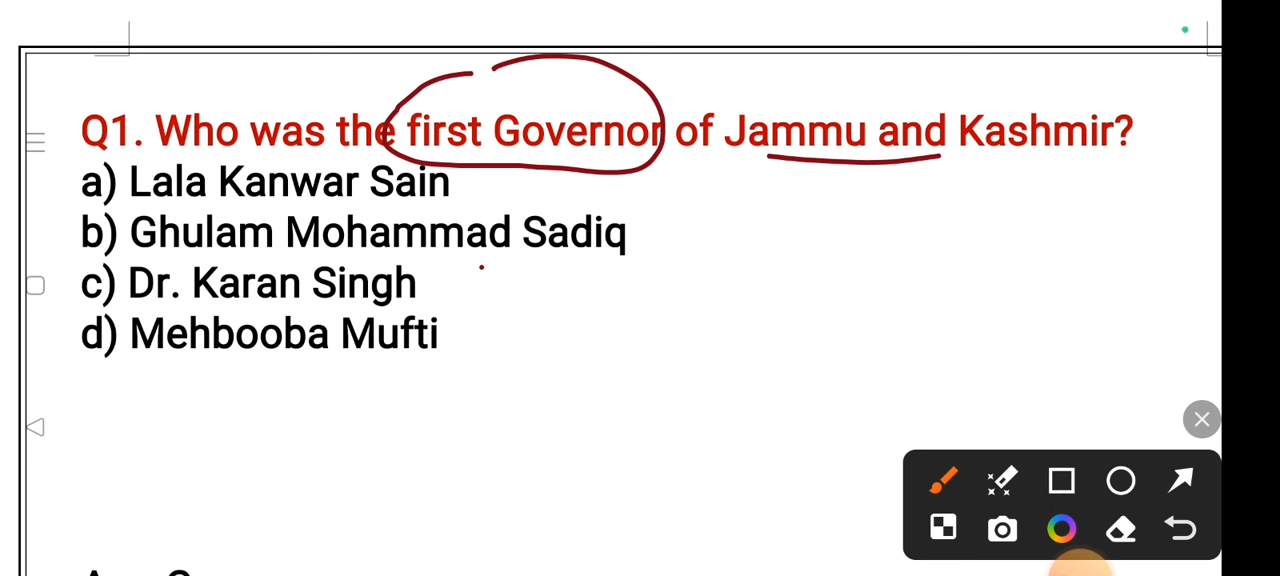 Q1. Who was the first Governor of Jammu and Kashmir?
a) Lala Kanwar Sain
b) Ghulam Mohammad Sadiq
c) Dr. Karan Singh
d) Mehbooba Mufti